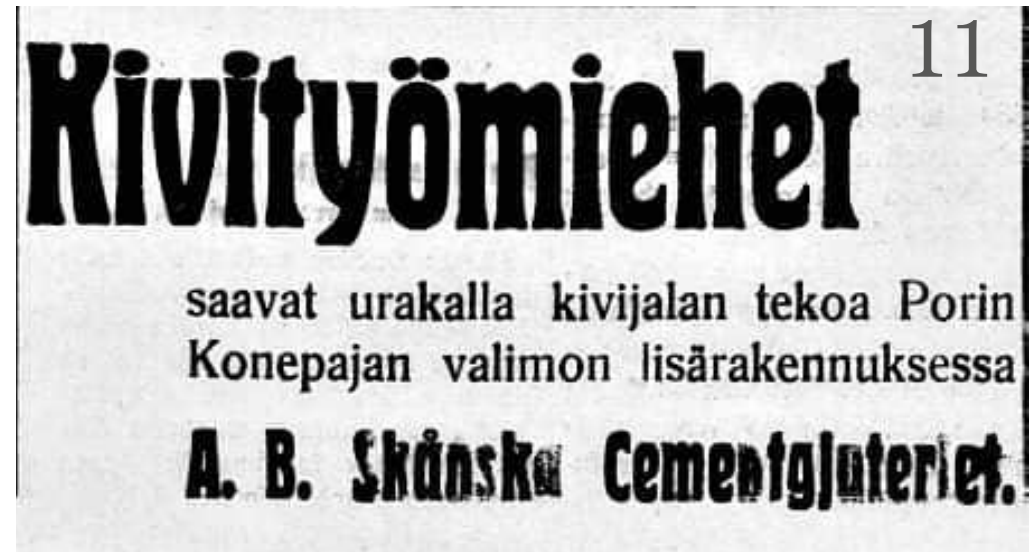 11
Kivityömiehet
saavat urakalla kivijalan tekoa Porin
Konepajan valimon lisärakennuksessa
A. B. Skånska Cementgjuteriet.